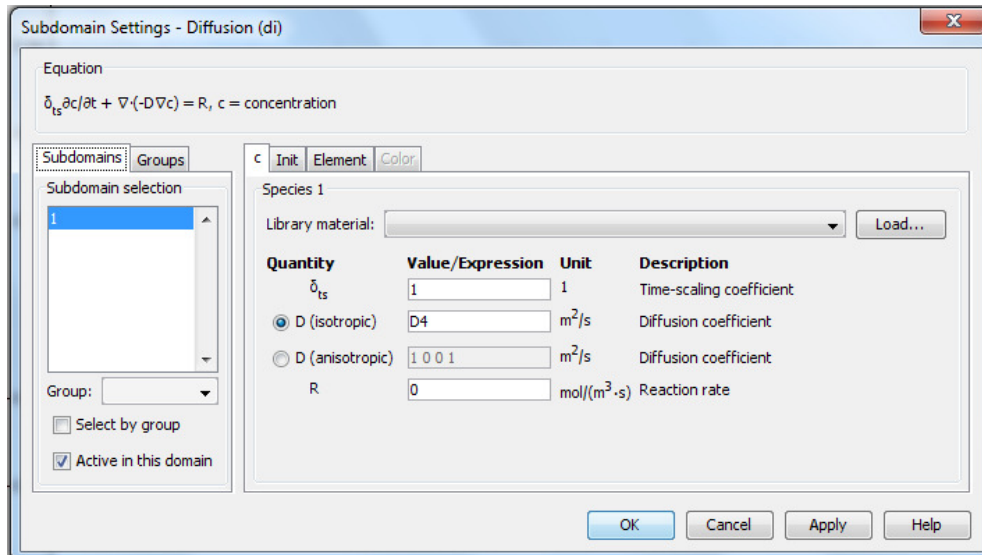 Subdomain Settings - Diffusion (di)
x
Equation
δts∂c/∂t + ∇·(-D∇c) = R, c = concentration
Subdomains Groups
Subdomain selection
1
Group:
Select by group
Active in this domain
c Init Element Color
Species 1
Library material: Load...
Quantity Value/Expression Unit Description
δts 1 1 Time-scaling coefficient
D (isotropic) D4 m²/s Diffusion coefficient
D (anisotropic) 1 0 0 1 m²/s Diffusion coefficient
R 0 mol/(m³·s) Reaction rate
OK Cancel Apply Help